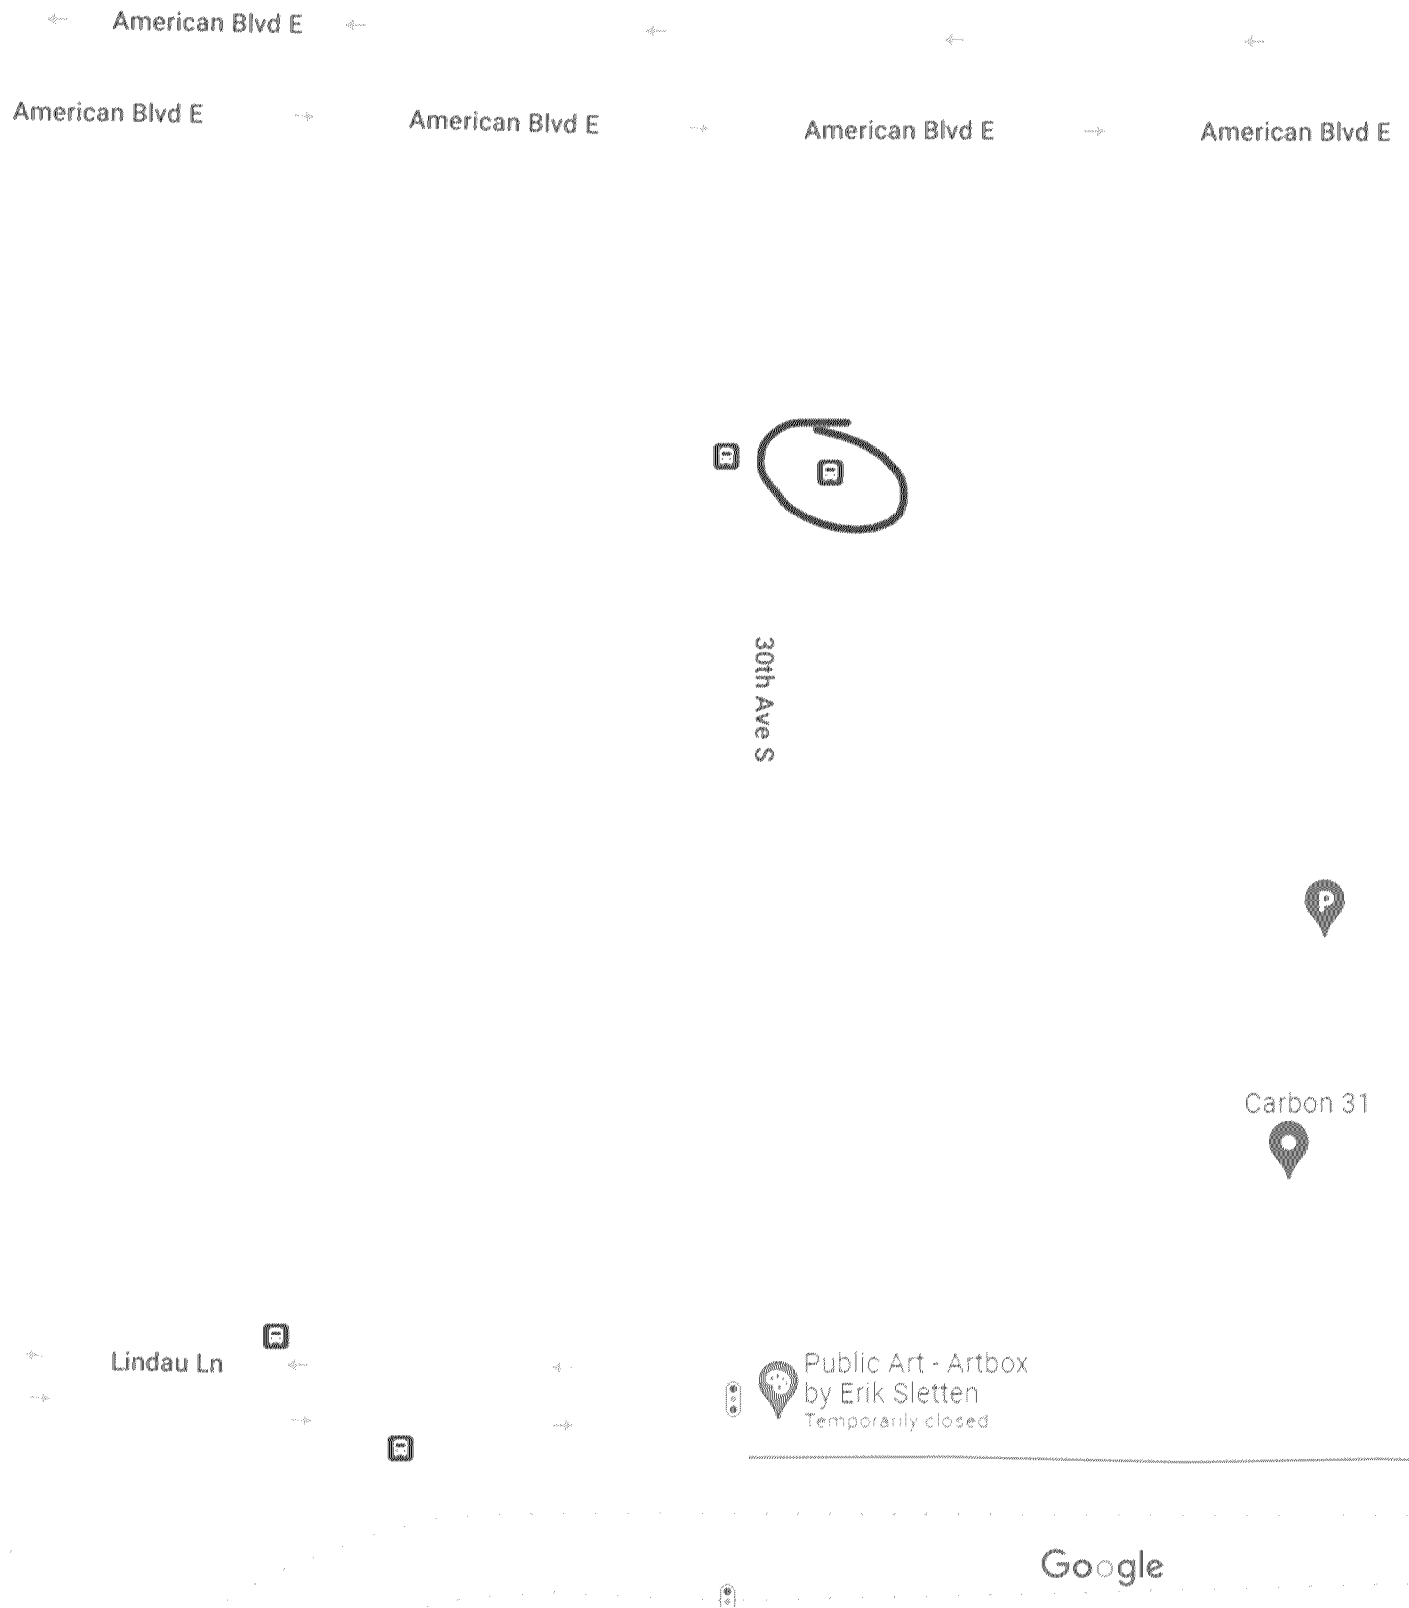 American Blvd E
American Blvd E
American Blvd E
American Blvd E
American Blvd E
30th Ave S
P
Carbon 31
Lindau Ln
Public Art - Artbox
by Erik Sletten
Temporarily closed
Google